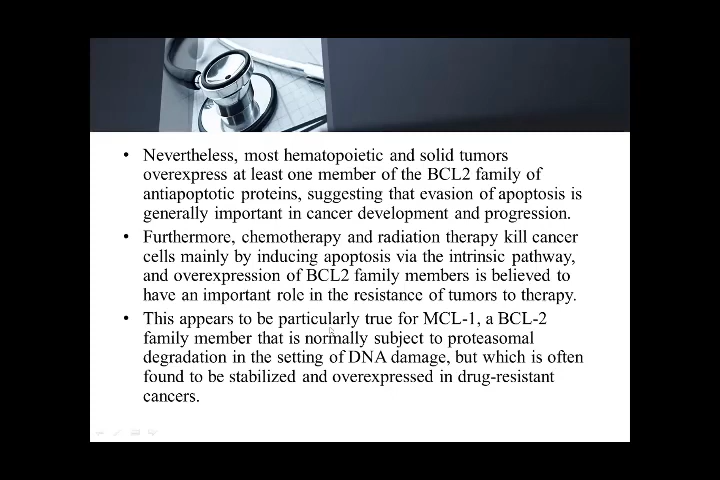 • Nevertheless, most hematopoietic and solid tumors
overexpress at least one member of the BCL2 family of
antiapoptotic proteins, suggesting that evasion of apoptosis is
generally important in cancer development and progression.
• Furthermore, chemotherapy and radiation therapy kill cancer
cells mainly by inducing apoptosis via the intrinsic pathway,
and overexpression of BCL2 family members is believed to
have an important role in the resistance of tumors to therapy.
• This appears to be particularly true for MCL-1, a BCL-2
family member that is normally subject to proteasomal
degradation in the setting of DNA damage, but which is often
found to be stabilized and overexpressed in drug-resistant
cancers.